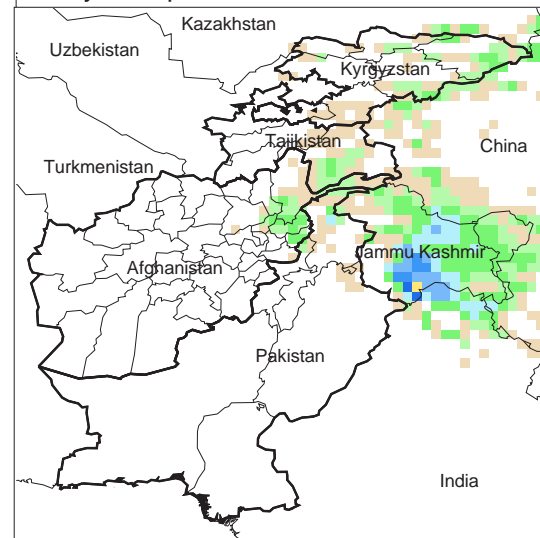 Kazakhstan
Uzbekistan
Kyrgyzstan
Tajikistan
China
Turkmenistan
Jammu Kashmir
Afghanistan
Pakistan
India